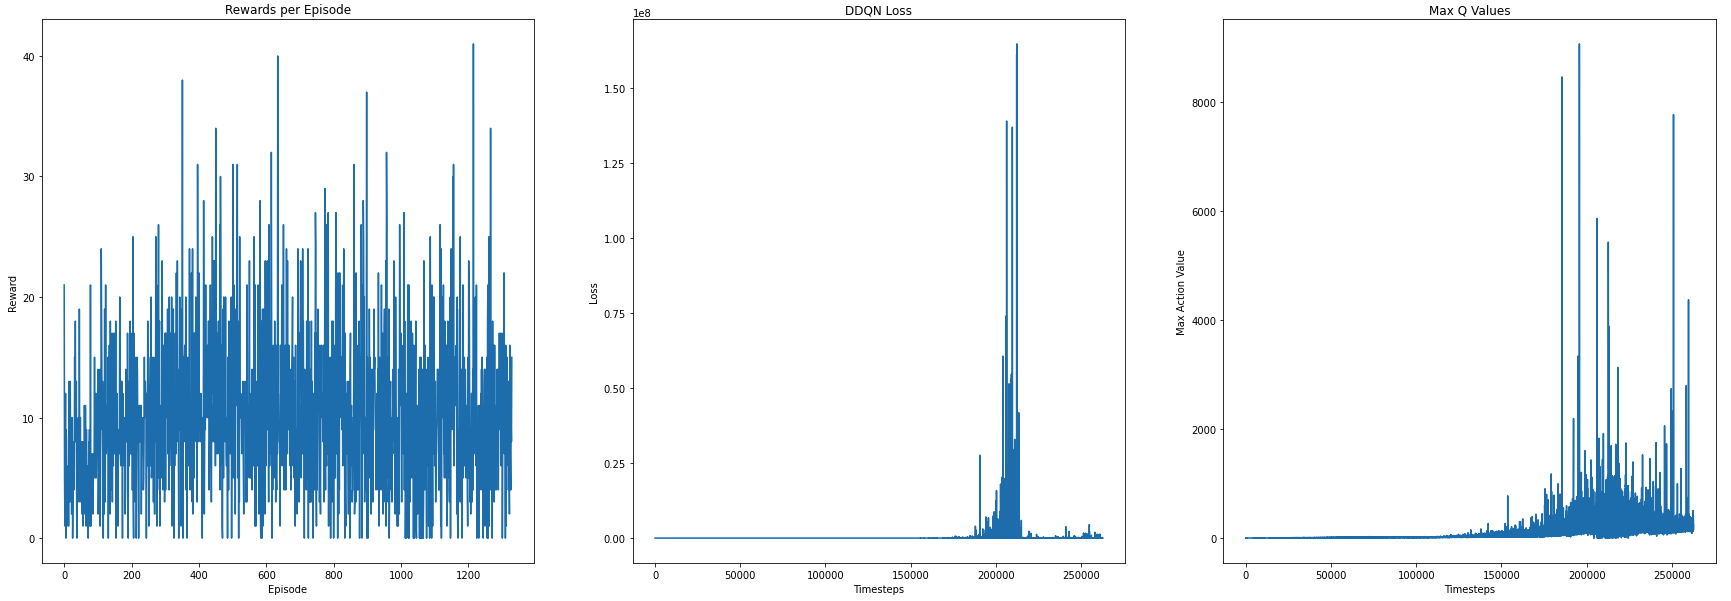 Rewards per Episode
40
30
20
10
0
Reward
0 200 400 600 800 1000 1200
Episode
DDQN Loss
1e8
1.50
1.25
1.00
0.75
0.50
0.25
0.00
Loss
0 50000 100000 150000 200000 250000
Timesteps
Max Q Values
8000
6000
4000
2000
0
Max Action Value
0 50000 100000 150000 200000 250000
Timesteps